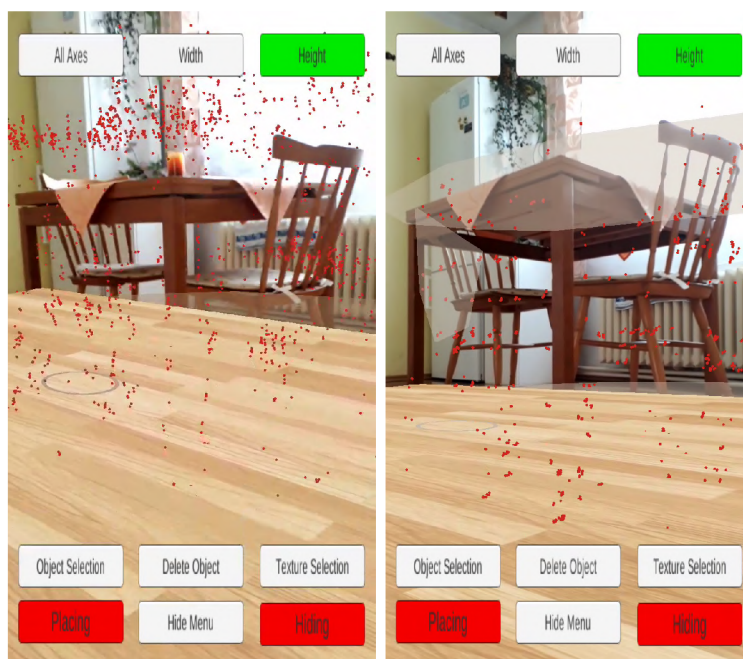 All Axes Width Height
All Axes Width Height
Object Selection Delete Object Texture Selection
Object Selection Delete Object Texture Selection
Placing Hide Menu Hiding
Placing Hide Menu Hiding